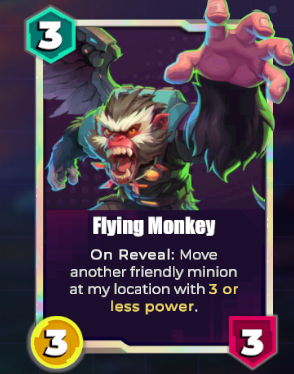 3
Flying Monkey
On Reveal: Move
another friendly minion
at my location with 3 or
less power.
3
3